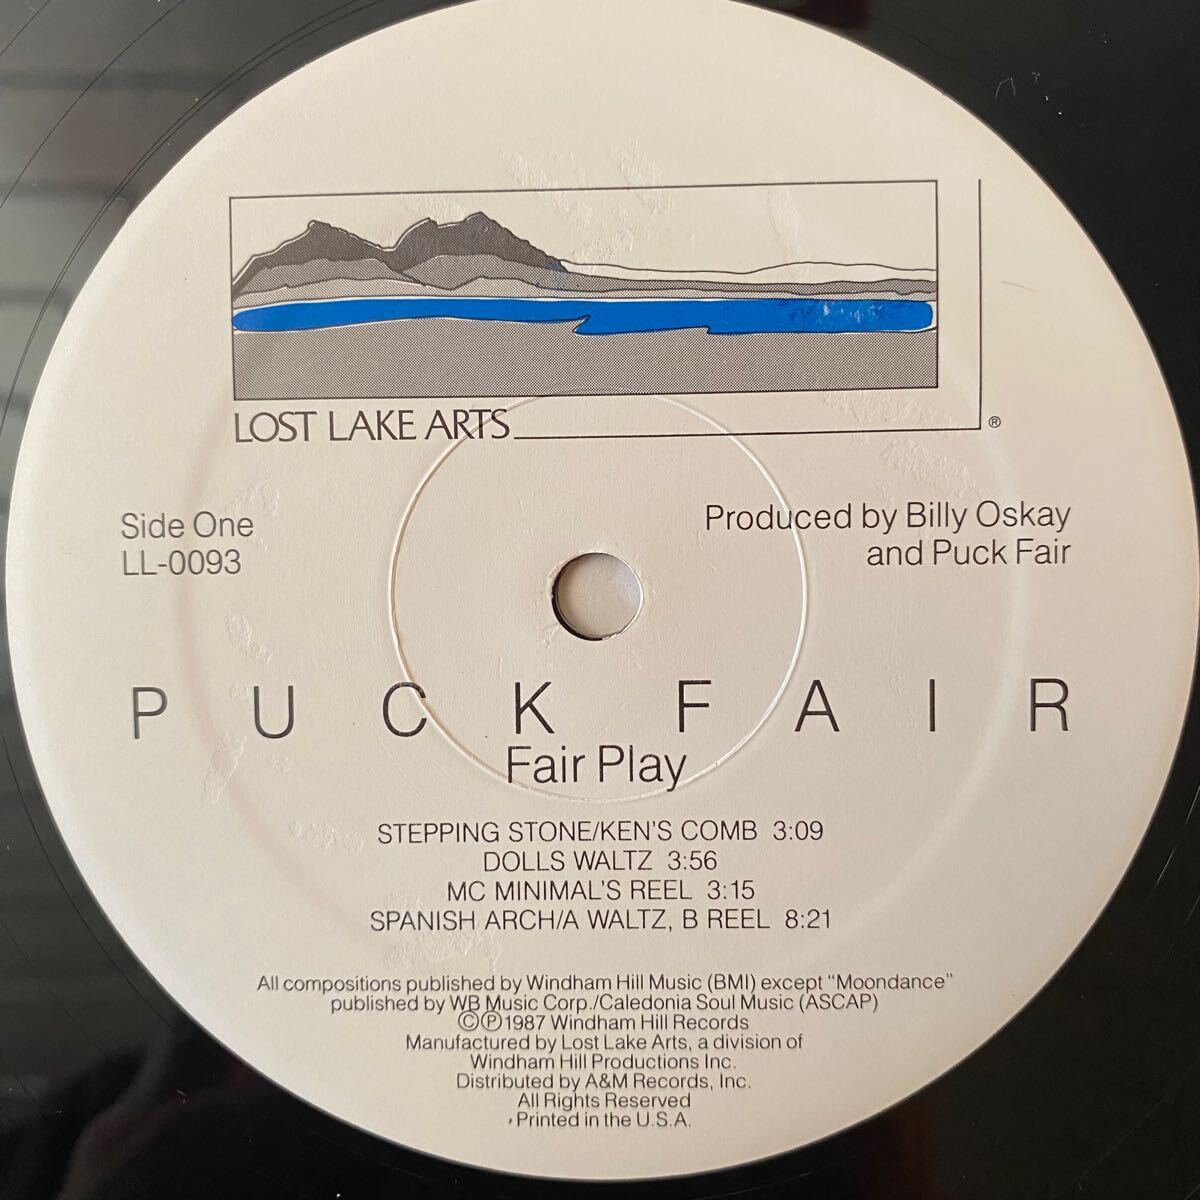 LOST LAKE ARTS ®
Side One
LL-0093
Produced by Billy Oskay
and Puck Fair
PUCK FAIR
Fair Play
STEPPING STONE/KEN'S COMB 3:09
DOLLS WALTZ 3:56
MC MINIMAL'S REEL 3:15
SPANISH ARCH/A WALTZ, B REEL 8:21
All compositions published by Windham Hill Music (BMI) except "Moondance"
published by WB Music Corp./Caledonia Soul Music (ASCAP)
©℗1987 Windham Hill Records
Manufactured by Lost Lake Arts, a division of
Windham Hill Productions Inc.
Distributed by A&M Records, Inc.
All Rights Reserved
Printed in the U.S.A.